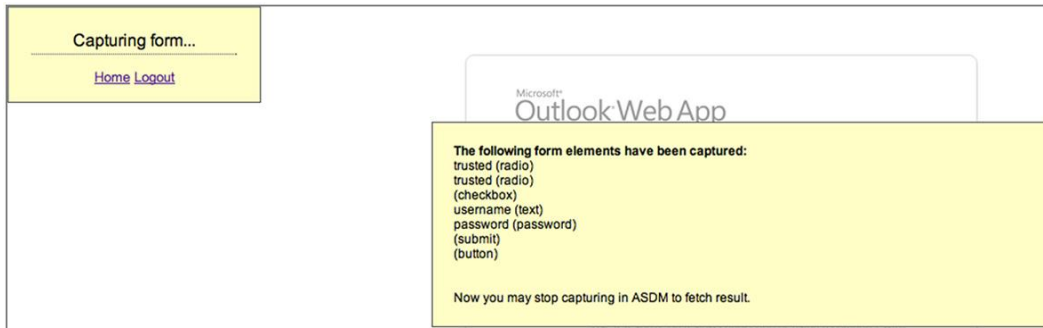 Capturing form...
Home Logout
Microsoft®
Outlook Web App
The following form elements have been captured:
trusted (radio)
trusted (radio)
(checkbox)
username (text)
password (password)
(submit)
(button)
Now you may stop capturing in ASDM to fetch result.